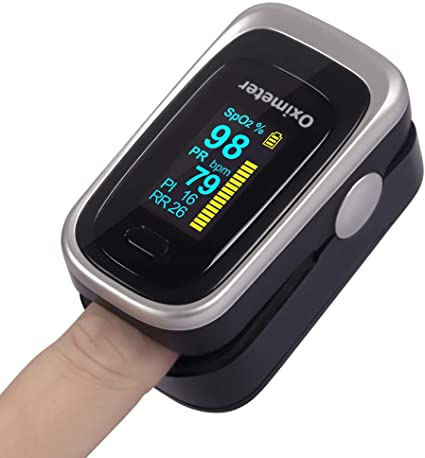 Oximeter
SpO2 %
98
PR bpm
79
PI 16
RR 26